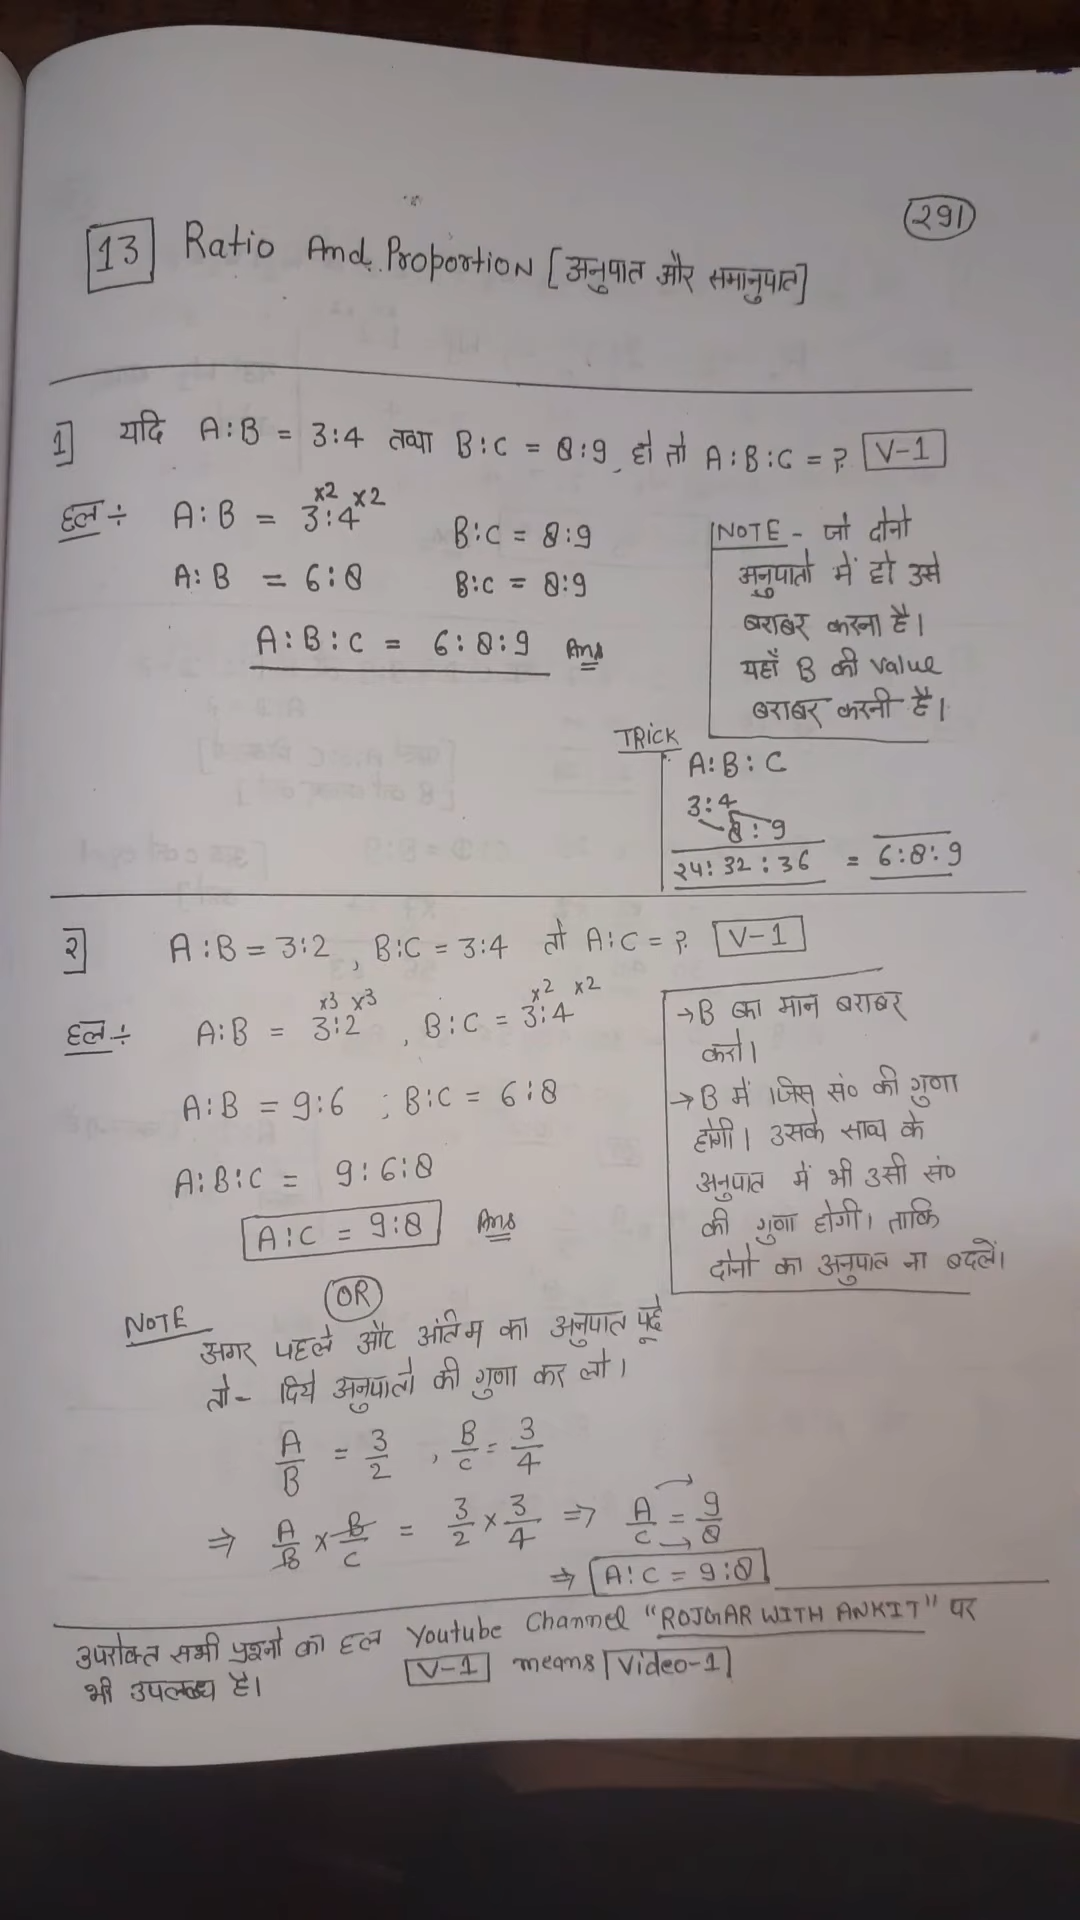 291
13 Ratio And Proportion [अनुपात और समानुपात]
1] यदि A:B = 3:4 तथा B:C = 8:9, हो तो A:B:C = ? V-1
हल ÷ A:B = 3:4 ×2 ×2 B:C = 8:9
A:B = 6:8 B:C = 8:9
A:B:C = 6:8:9 Ans
NOTE - जो दोनो
अनुपातो में हो उसे
बराबर करना है।
यहाँ B की value
बराबर करनी है।
TRICK
A:B:C
3:4
8:9
24:32:36 = 6:8:9
2] A:B = 3:2, B:C = 3:4 तो A:C = ? V-1
हल ÷ A:B = 3:2 ×3 ×3, B:C = 3:4 ×2 ×2
A:B = 9:6 ; B:C = 6:8
A:B:C = 9:6:8
A:C = 9:8 Ans
→ B का मान बराबर
करो।
→ B में जिस सं० की गुणा
होगी। उसके साथ के
अनुपात में भी उसी सं०
की गुणा होगी। ताकि
दोनो का अनुपात ना बदलें।
OR
NOTE
अगर पहले और अंतिम का अनुपात पूछे
तो- दिये अनुपातो की गुणा कर लो।
A/B = 3/2, B/C = 3/4
⇒ A/B × B/C = 3/2 × 3/4 ⇒ A/C = 9/8
⇒ A:C = 9:8
उपरोक्त सभी प्रश्नो का हल Youtube Channel "ROJGAR WITH ANKIT" पर
भी उपलब्ध है। V-1 means Video-1